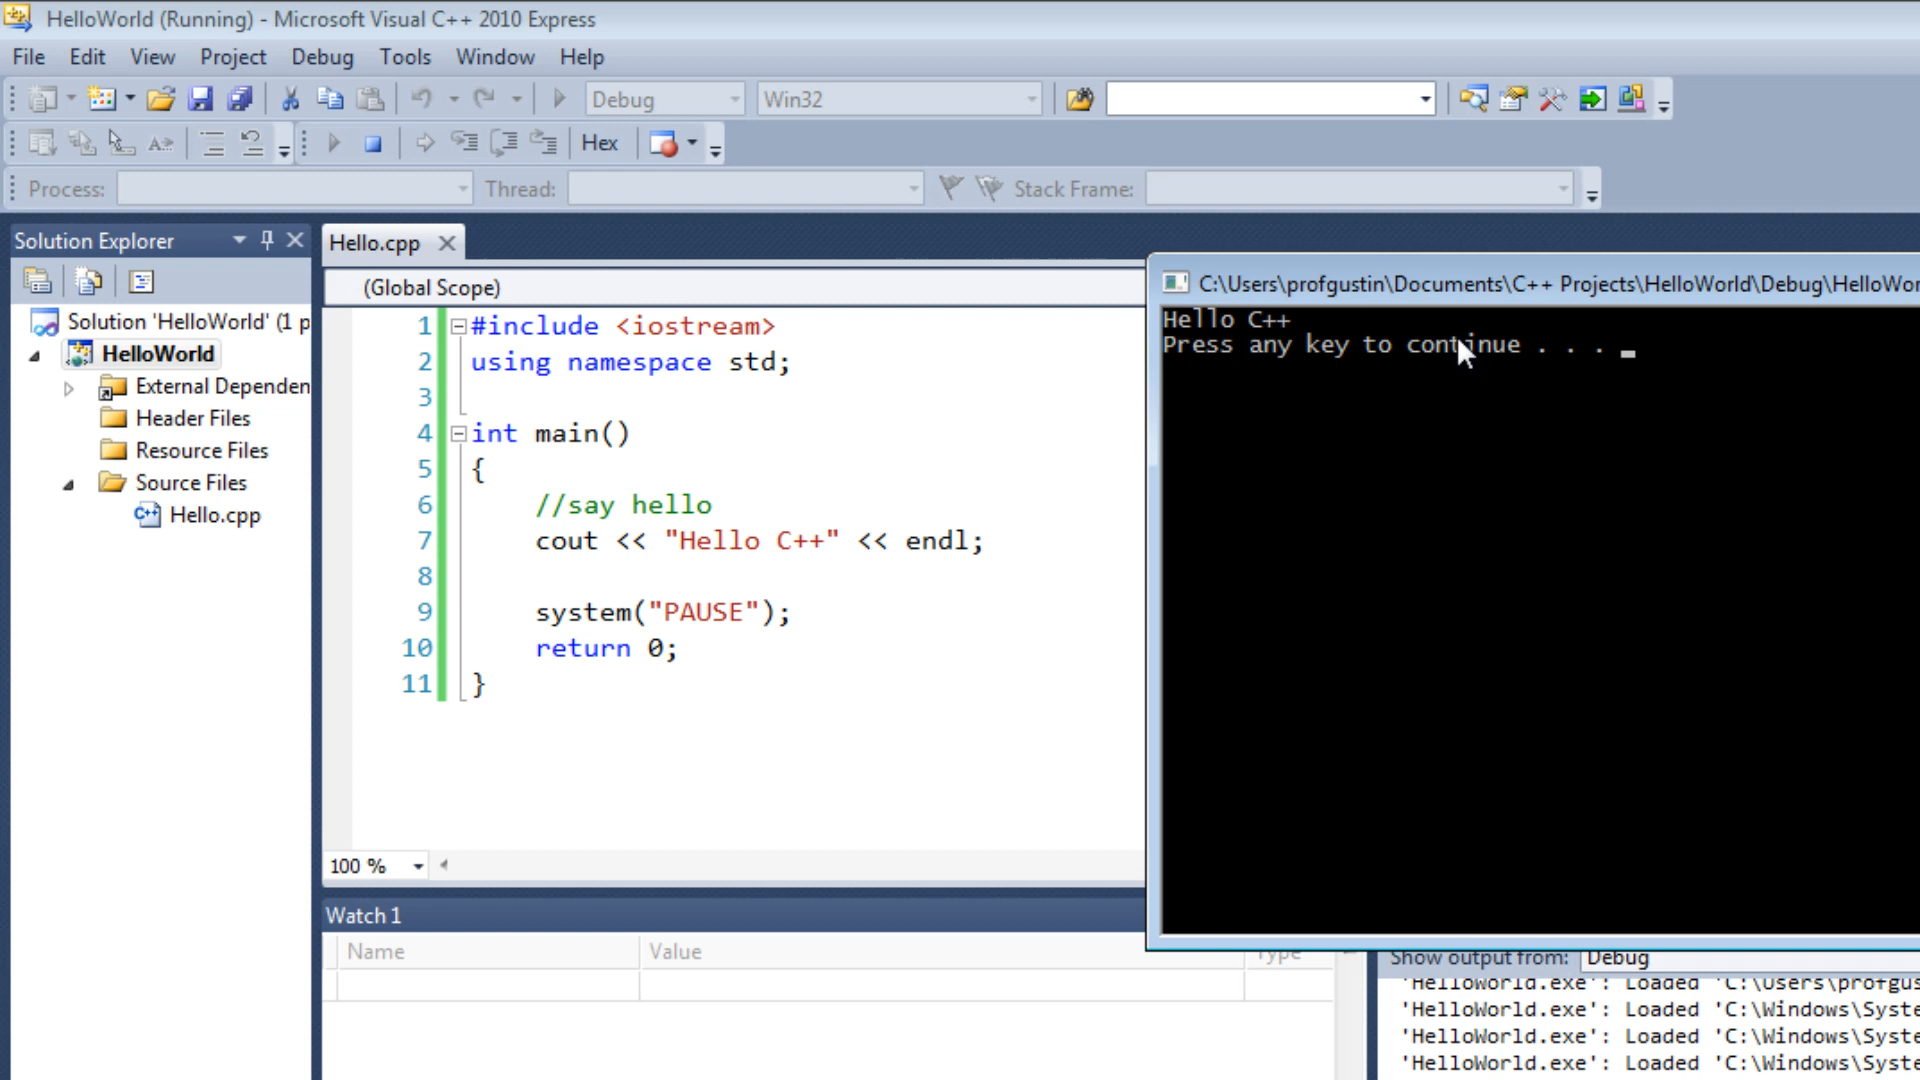 HelloWorld (Running) - Microsoft Visual C++ 2010 Express
File Edit View Project Debug Tools Window Help
Debug Win32
Hex
Process: Thread: Stack Frame:
Solution Explorer
Solution 'HelloWorld' (1 p
HelloWorld
External Dependen
Header Files
Resource Files
Source Files
Hello.cpp
Hello.cpp
(Global Scope)
1 #include <iostream>
2 using namespace std;
3
4 int main()
5 {
6 //say hello
7 cout << "Hello C++" << endl;
8
9 system("PAUSE");
10 return 0;
11 }
100 %
C:\Users\profgustin\Documents\C++ Projects\HelloWorld\Debug\HelloWor
Hello C++
Press any key to continue . . .
Watch 1
Name Value Type
Show output from: Debug
'HelloWorld.exe': Loaded 'C:\Users\profgus
'HelloWorld.exe': Loaded 'C:\Windows\Syste
'HelloWorld.exe': Loaded 'C:\Windows\Syste
'HelloWorld.exe': Loaded 'C:\Windows\Syste